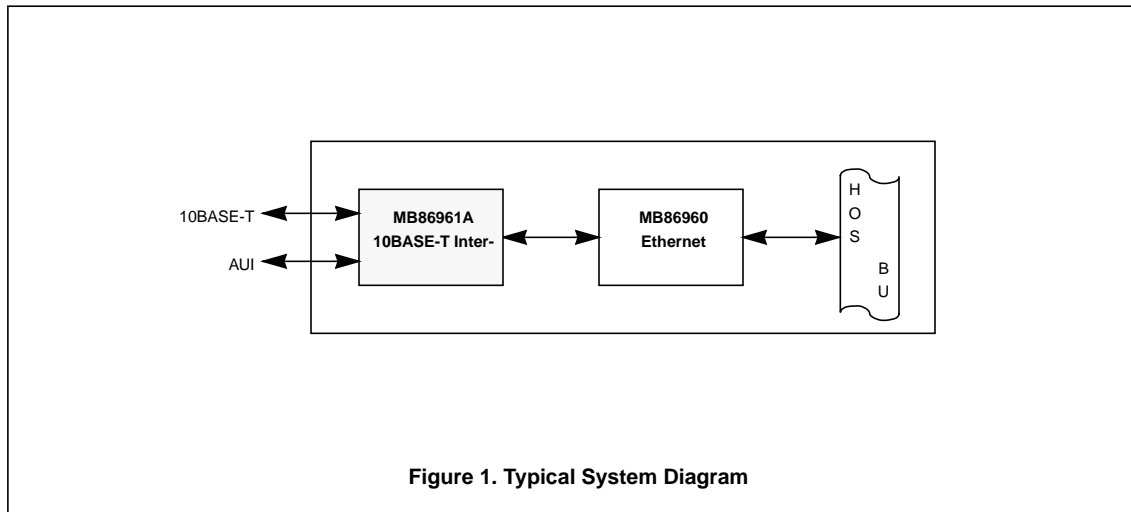 10BASE-T
AUI
MB86961A
10BASE-T Inter-
MB86960
Ethernet
H
O
S
B
U
Figure 1. Typical System Diagram